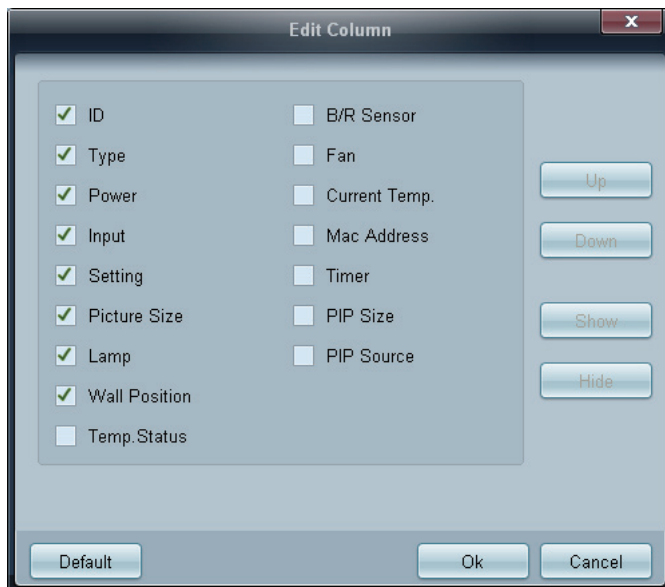 Edit Column
x
ID
Type
Power
Input
Setting
Picture Size
Lamp
Wall Position
Temp.Status
B/R Sensor
Fan
Current Temp.
Mac Address
Timer
PIP Size
PIP Source
Up
Down
Show
Hide
Default
Ok
Cancel